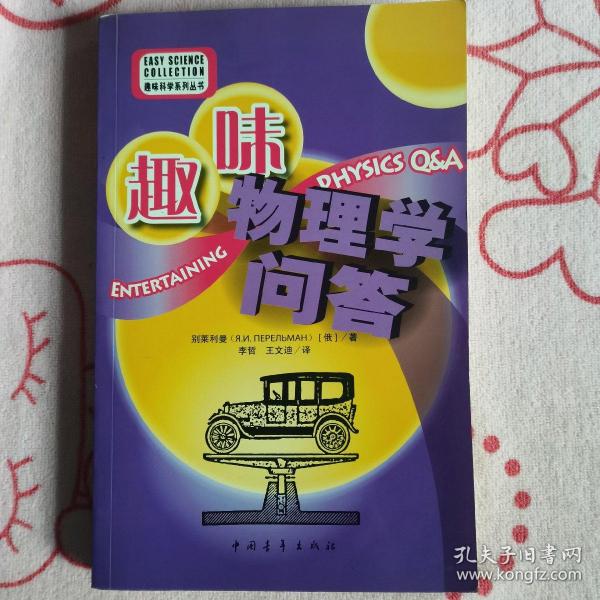 EASY SCIENCE
COLLECTION
趣味科学系列丛书
趣味
PHYSICS Q&A
物理学
ENTERTAINING
问答
别莱利曼（Я.И. ПЕРЕЛЬМАН）[俄]／著
李哲 王文迪／译
中国青年出版社
孔夫子旧书网
www.kongfz.com